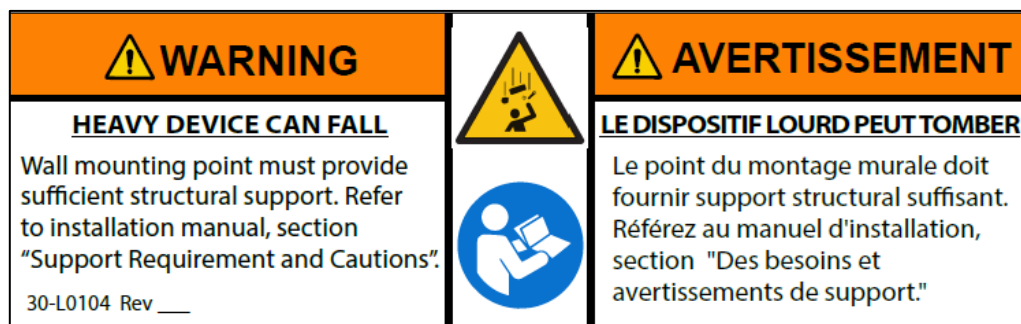 WARNING
HEAVY DEVICE CAN FALL
Wall mounting point must provide
sufficient structural support. Refer
to installation manual, section
“Support Requirement and Cautions”.
30-L0104 Rev ___
AVERTISSEMENT
LE DISPOSITIF LOURD PEUT TOMBER
Le point du montage murale doit
fournir support structural suffisant.
Référez au manuel d'installation,
section "Des besoins et
avertissements de support."